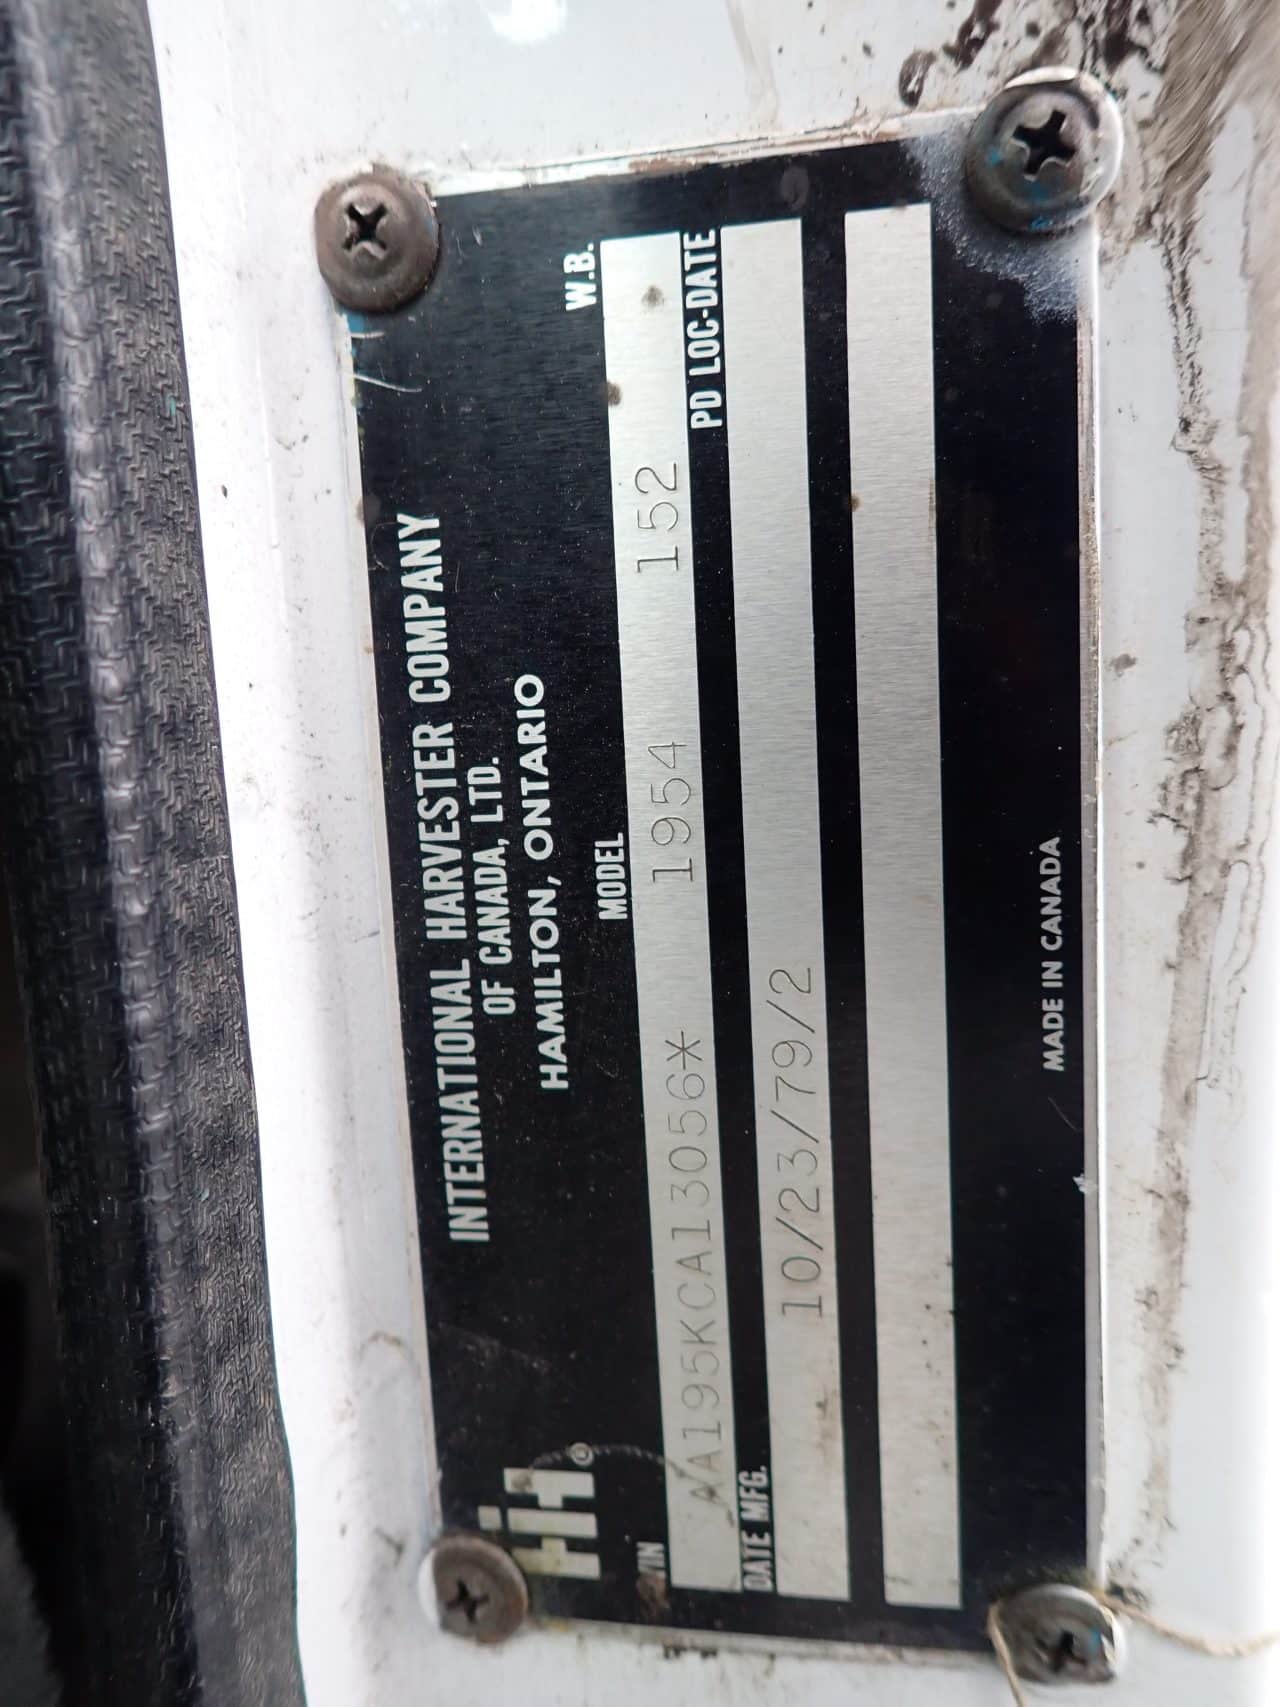 INTERNATIONAL HARVESTER COMPANY
OF CANADA, LTD.
HAMILTON, ONTARIO
VIN MODEL W.B.
AA195KCA13056* 1954 152
DATE MFG. PD LOC-DATE
10/23/79/2
MADE IN CANADA